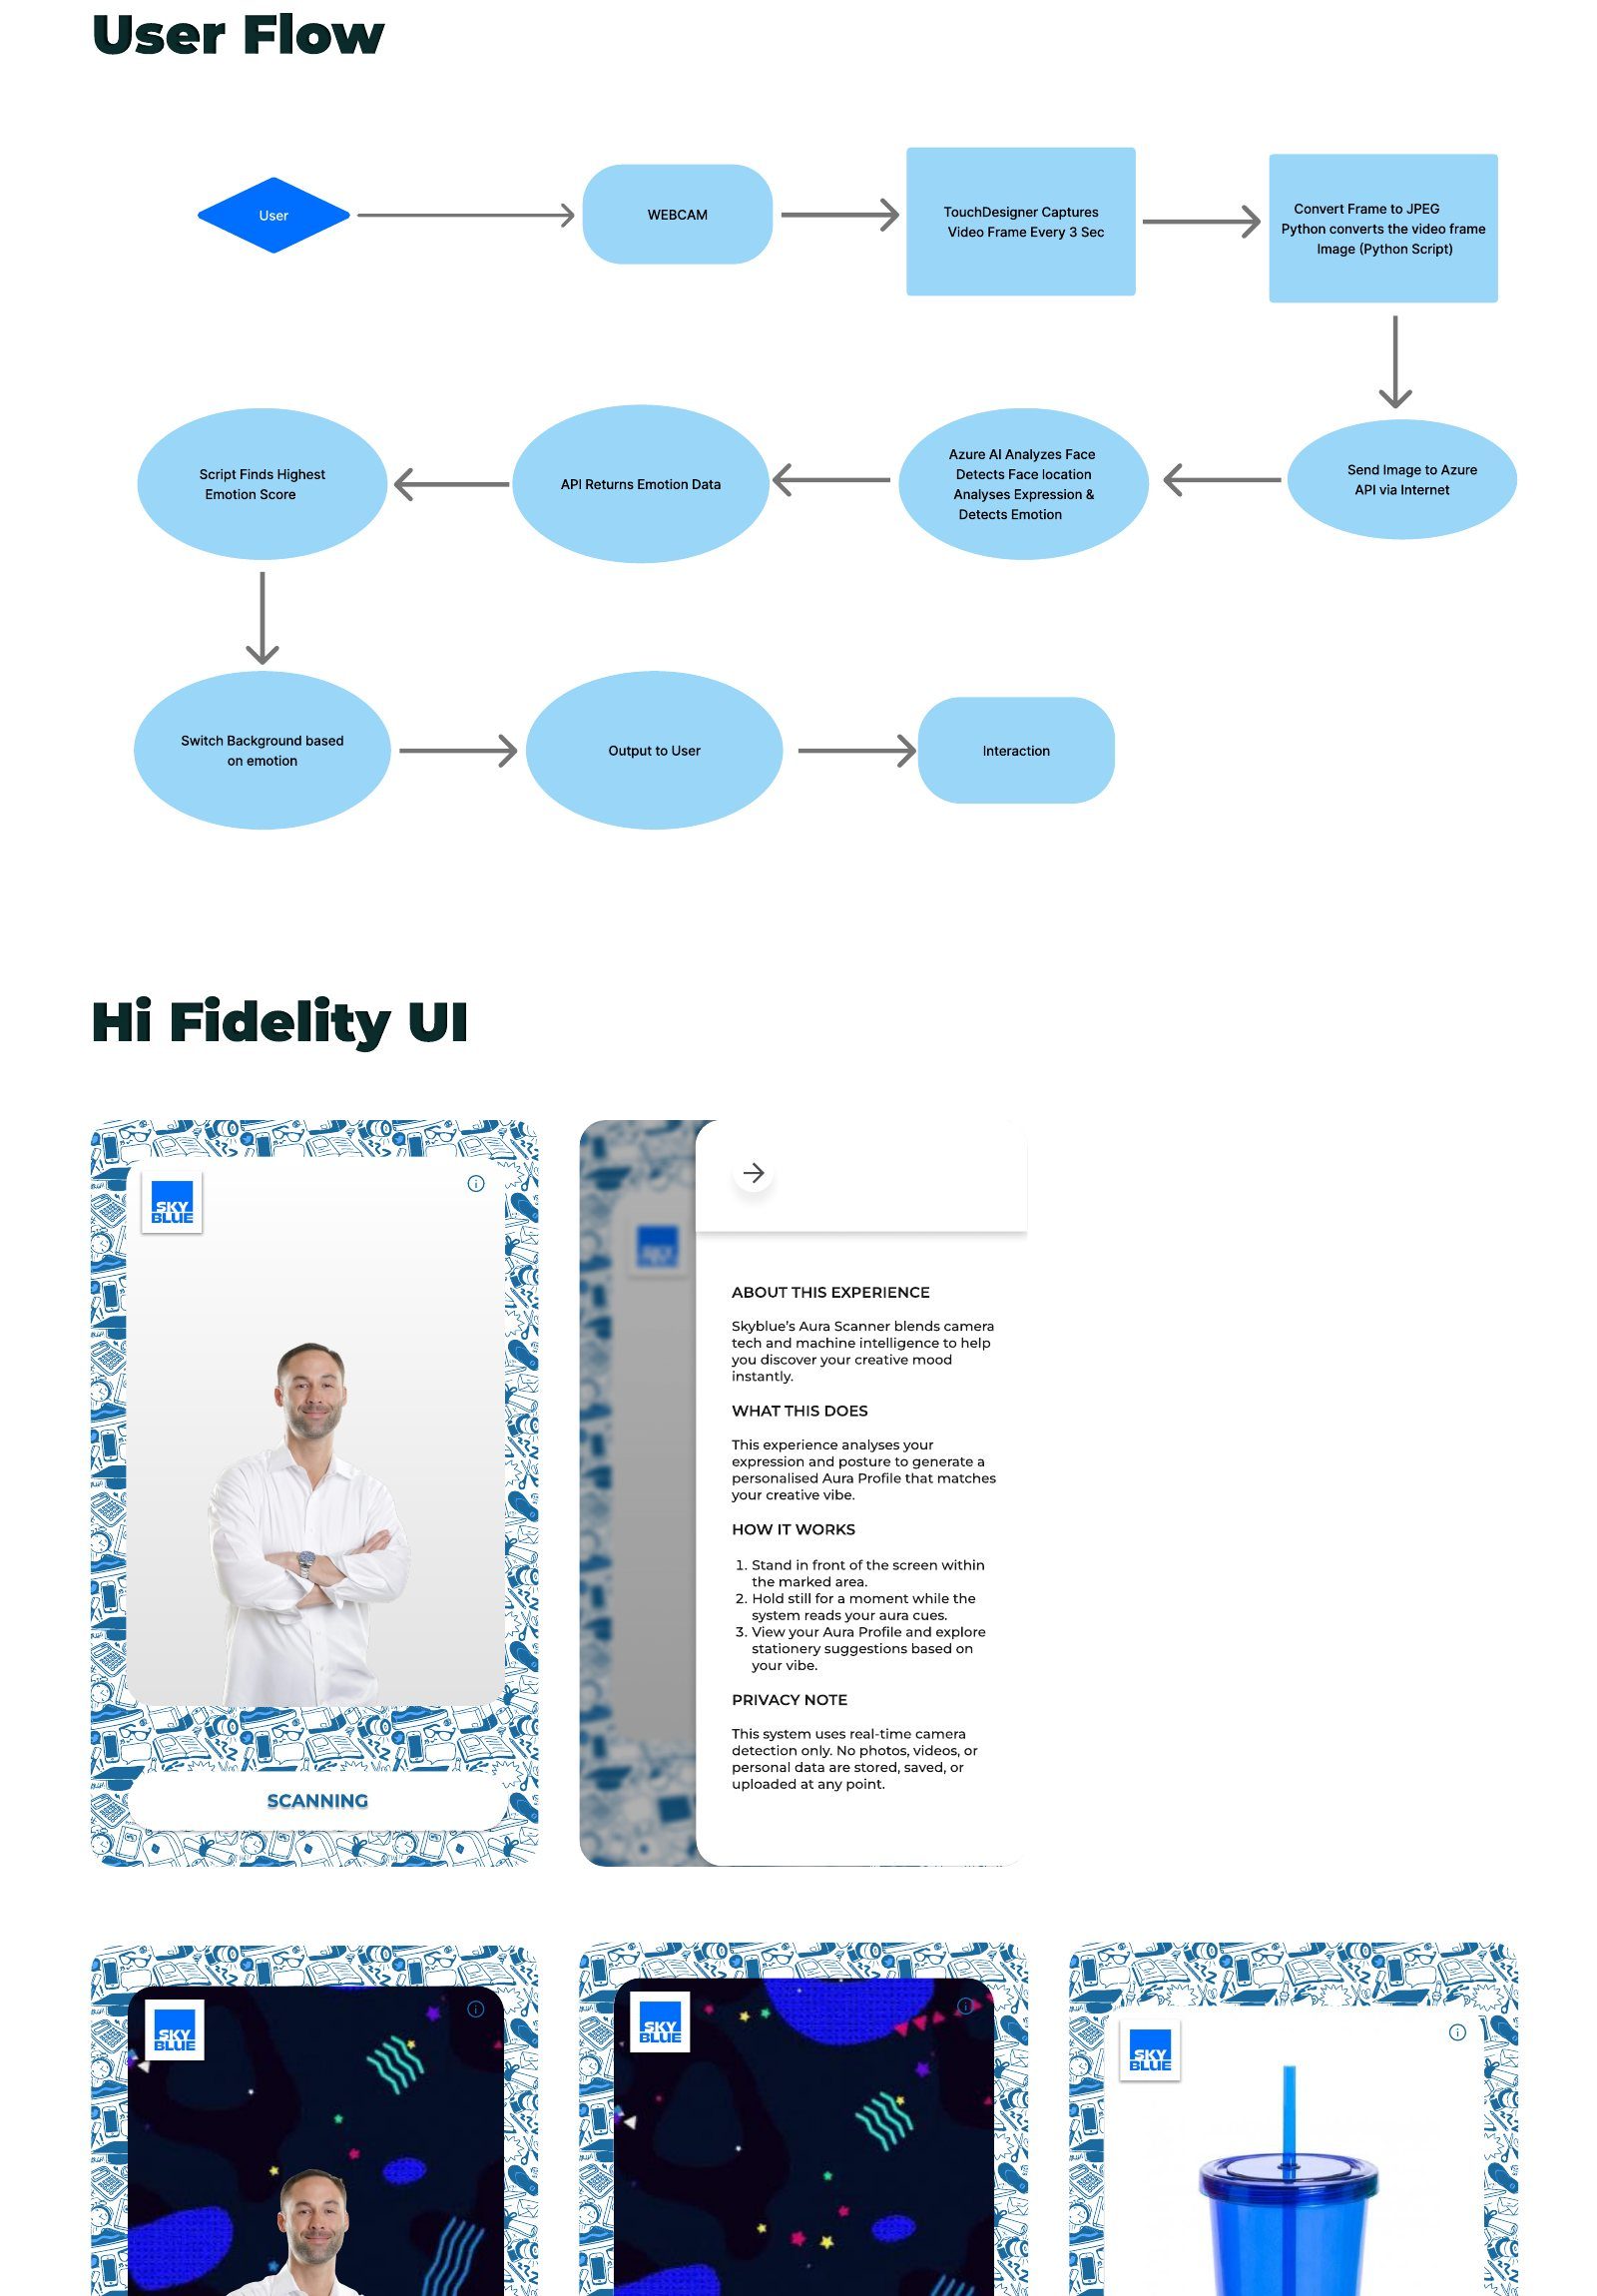 User Flow
User
WEBCAM
TouchDesigner Captures
Video Frame Every 3 Sec
Convert Frame to JPEG
Python converts the video frame
Image (Python Script)
Script Finds Highest
Emotion Score
API Returns Emotion Data
Azure AI Analyzes Face
Detects Face location
Analyses Expression &
Detects Emotion
Send Image to Azure
API via Internet
Switch Background based
on emotion
Output to User
Interaction
Hi Fidelity UI
SKY
BLUE
SCANNING
SKY
BLUE
ABOUT THIS EXPERIENCE
Skyblue's Aura Scanner blends camera
tech and machine intelligence to help
you discover your creative mood
instantly.
WHAT THIS DOES
This experience analyses your
expression and posture to generate a
personalised Aura Profile that matches
your creative vibe.
HOW IT WORKS
1. Stand in front of the screen within
the marked area.
2. Hold still for a moment while the
system reads your aura cues.
3. View your Aura Profile and explore
stationery suggestions based on
your vibe.
PRIVACY NOTE
This system uses real-time camera
detection only. No photos, videos, or
personal data are stored, saved, or
uploaded at any point.
SKY
BLUE
SKY
BLUE
SKY
BLUE